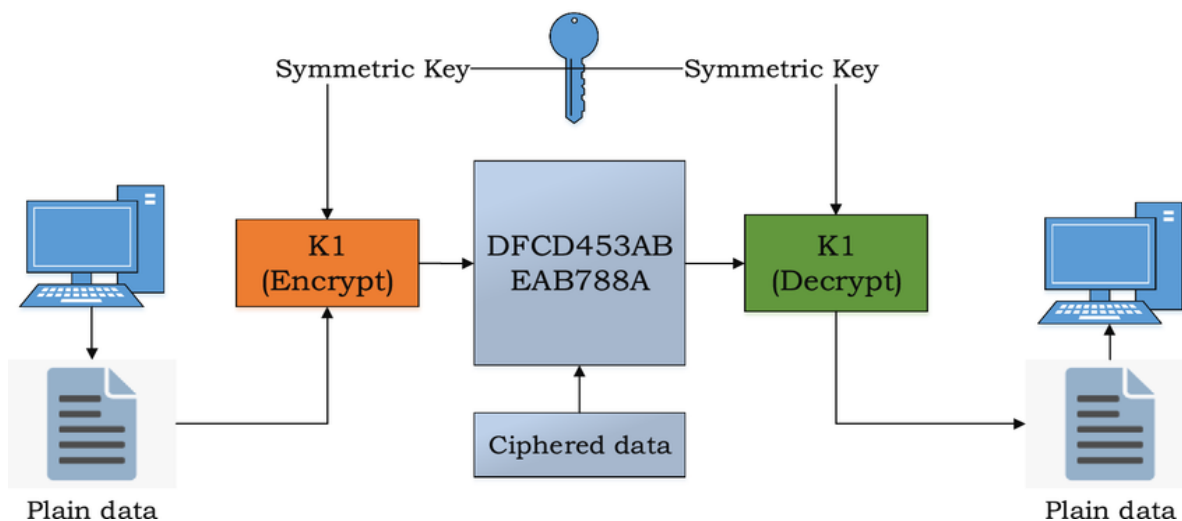 Symmetric Key
Symmetric Key
K1
(Encrypt)
DFCD453AB
EAB788A
K1
(Decrypt)
Ciphered data
Plain data
Plain data